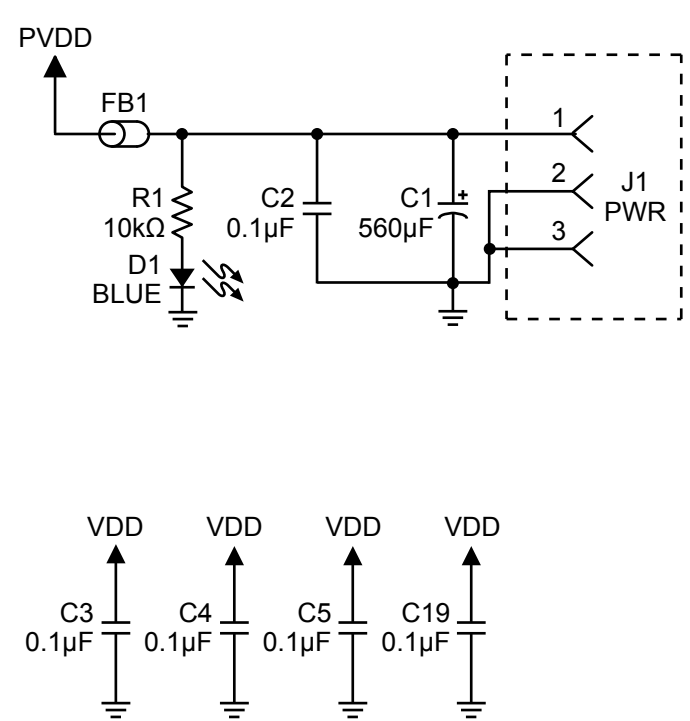 PVDD
FB1
1
2
3
J1
PWR
R1
10kΩ
C2
0.1µF
C1
+
560µF
D1
BLUE
VDD
VDD
VDD
VDD
C3
0.1µF
C4
0.1µF
C5
0.1µF
C19
0.1µF